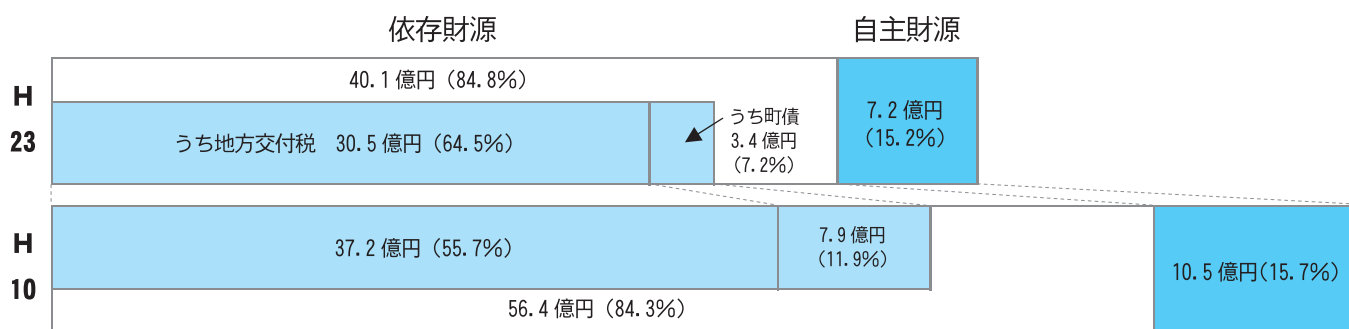 依存財源
自主財源
H
23
40.1 億円（84.8%）
うち地方交付税　30.5 億円（64.5%）
うち町債
3.4 億円
（7.2%）
7.2 億円
（15.2%）
H
10
37.2 億円（55.7%）
7.9 億円
（11.9%）
56.4 億円（84.3%）
10.5 億円（15.7%）